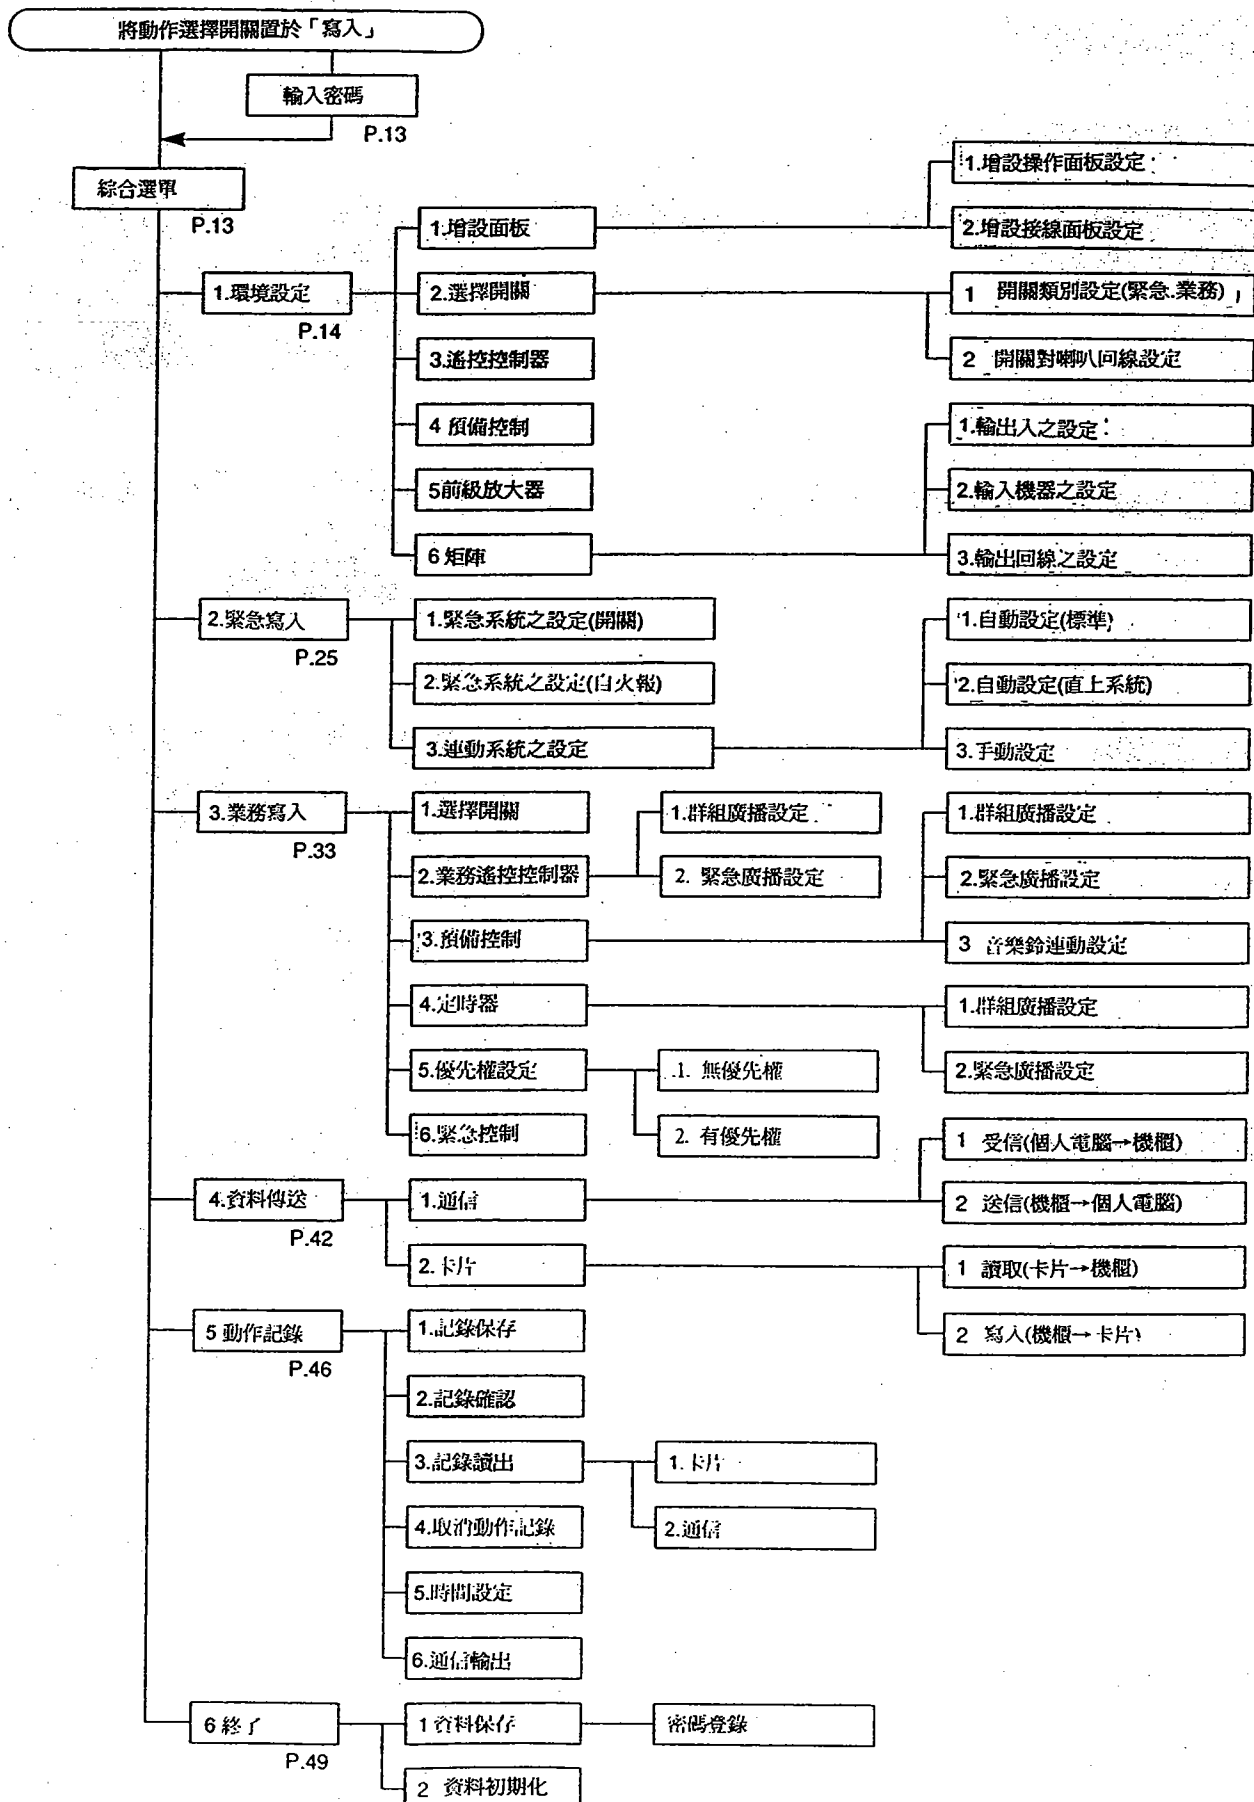 將動作選擇開關置於「寫入」
輸入密碼
P.13
綜合選單
P.13
1.環境設定
P.14
1.增設面板
1.增設操作面板設定
2.增設接線面板設定
2.選擇開關
1 開關類別設定(緊急.業務)
2 開關對喇叭回線設定
3.遙控控制器
4 預備控制
5前級放大器
6 矩陣
1.輸出入之設定
2.輸入機器之設定
3.輸出回線之設定
2.緊急寫入
P.25
1.緊急系統之設定(開關)
2.緊急系統之設定(自火報)
3.連動系統之設定
1.自動設定(標準)
2.自動設定(直上系統)
3.手動設定
3.業務寫入
P.33
1.選擇開關
2.業務遙控控制器
1.群組廣播設定
2. 緊急廣播設定
3.預備控制
1.群組廣播設定
2.緊急廣播設定
3 音樂鈴連動設定
4.定時器
1.群組廣播設定
2.緊急廣播設定
5.優先權設定
1. 無優先權
2. 有優先權
6.緊急控制
4.資料傳送
P.42
1.通信
1 受信(個人電腦→機櫃)
2 送信(機櫃→個人電腦)
2.卡片
1 讀取(卡片→機櫃)
2 寫入(機櫃→卡片)
5 動作記錄
P.46
1.記錄保存
2.記錄確認
3.記錄讀出
1.卡片
2.通信
4.取消動作記錄
5.時間設定
6.通信輸出
6 終了
P.49
1 資料保存
密碼登錄
2 資料初期化